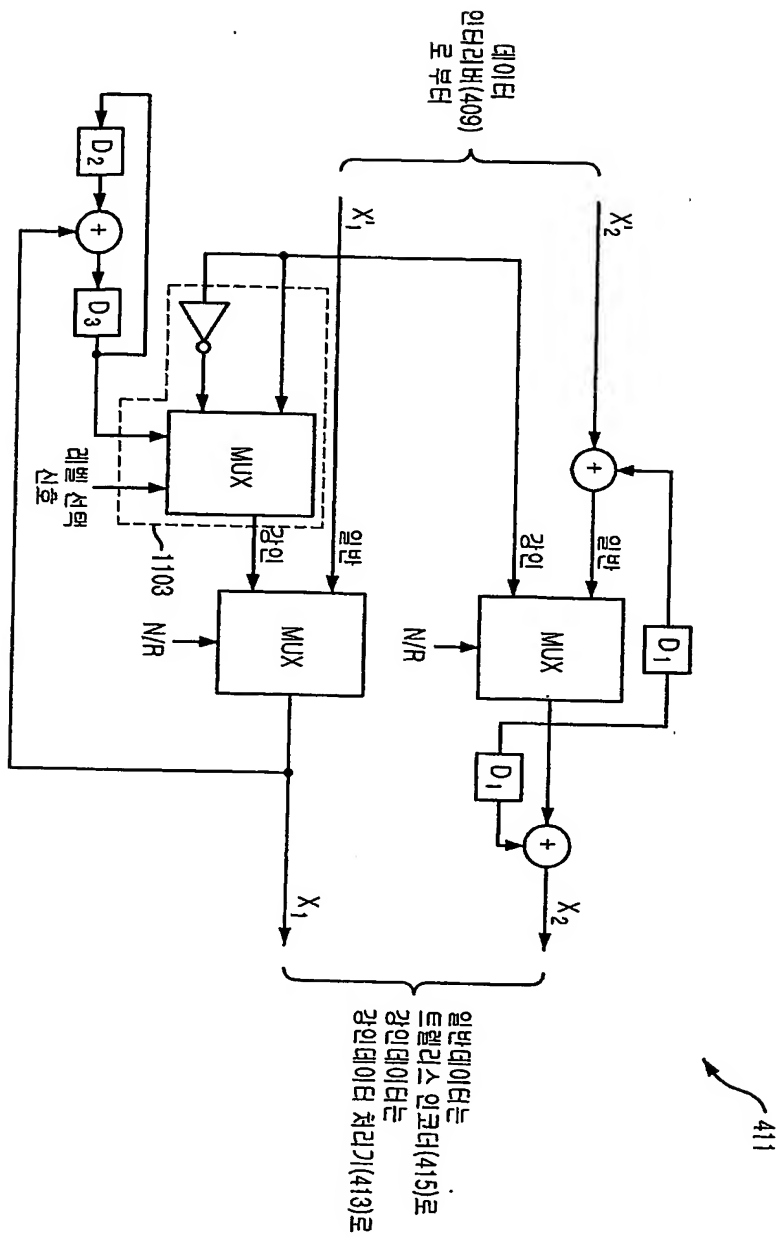 411
데이터
인터리버(409)
로 부터
X'₂
X'₁
+
D₁
일반
강인
MUX
N/R
D₁
+
X₂
일반
강인
MUX
N/R
X₁
MUX
1103
레벨 선택
신호
D₂
+
D₃
일반데이터는
트렐리스 인코더(415)로
강인데이터는
강인데이터 처리기(413)로